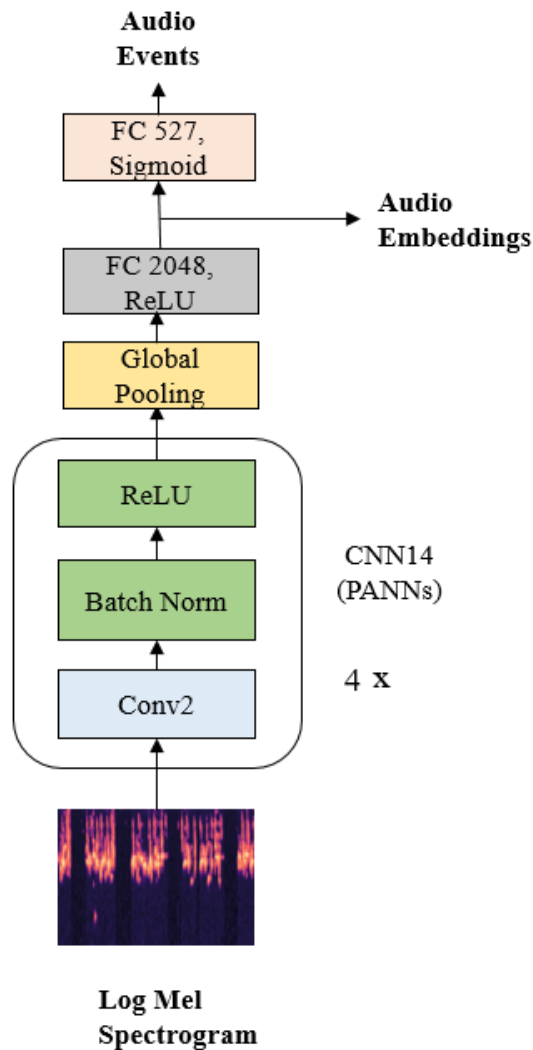 Audio
Events
FC 527,
Sigmoid
Audio
Embeddings
FC 2048,
ReLU
Global
Pooling
ReLU
Batch Norm
Conv2
CNN14
(PANNs)
4 x
Log Mel
Spectrogram